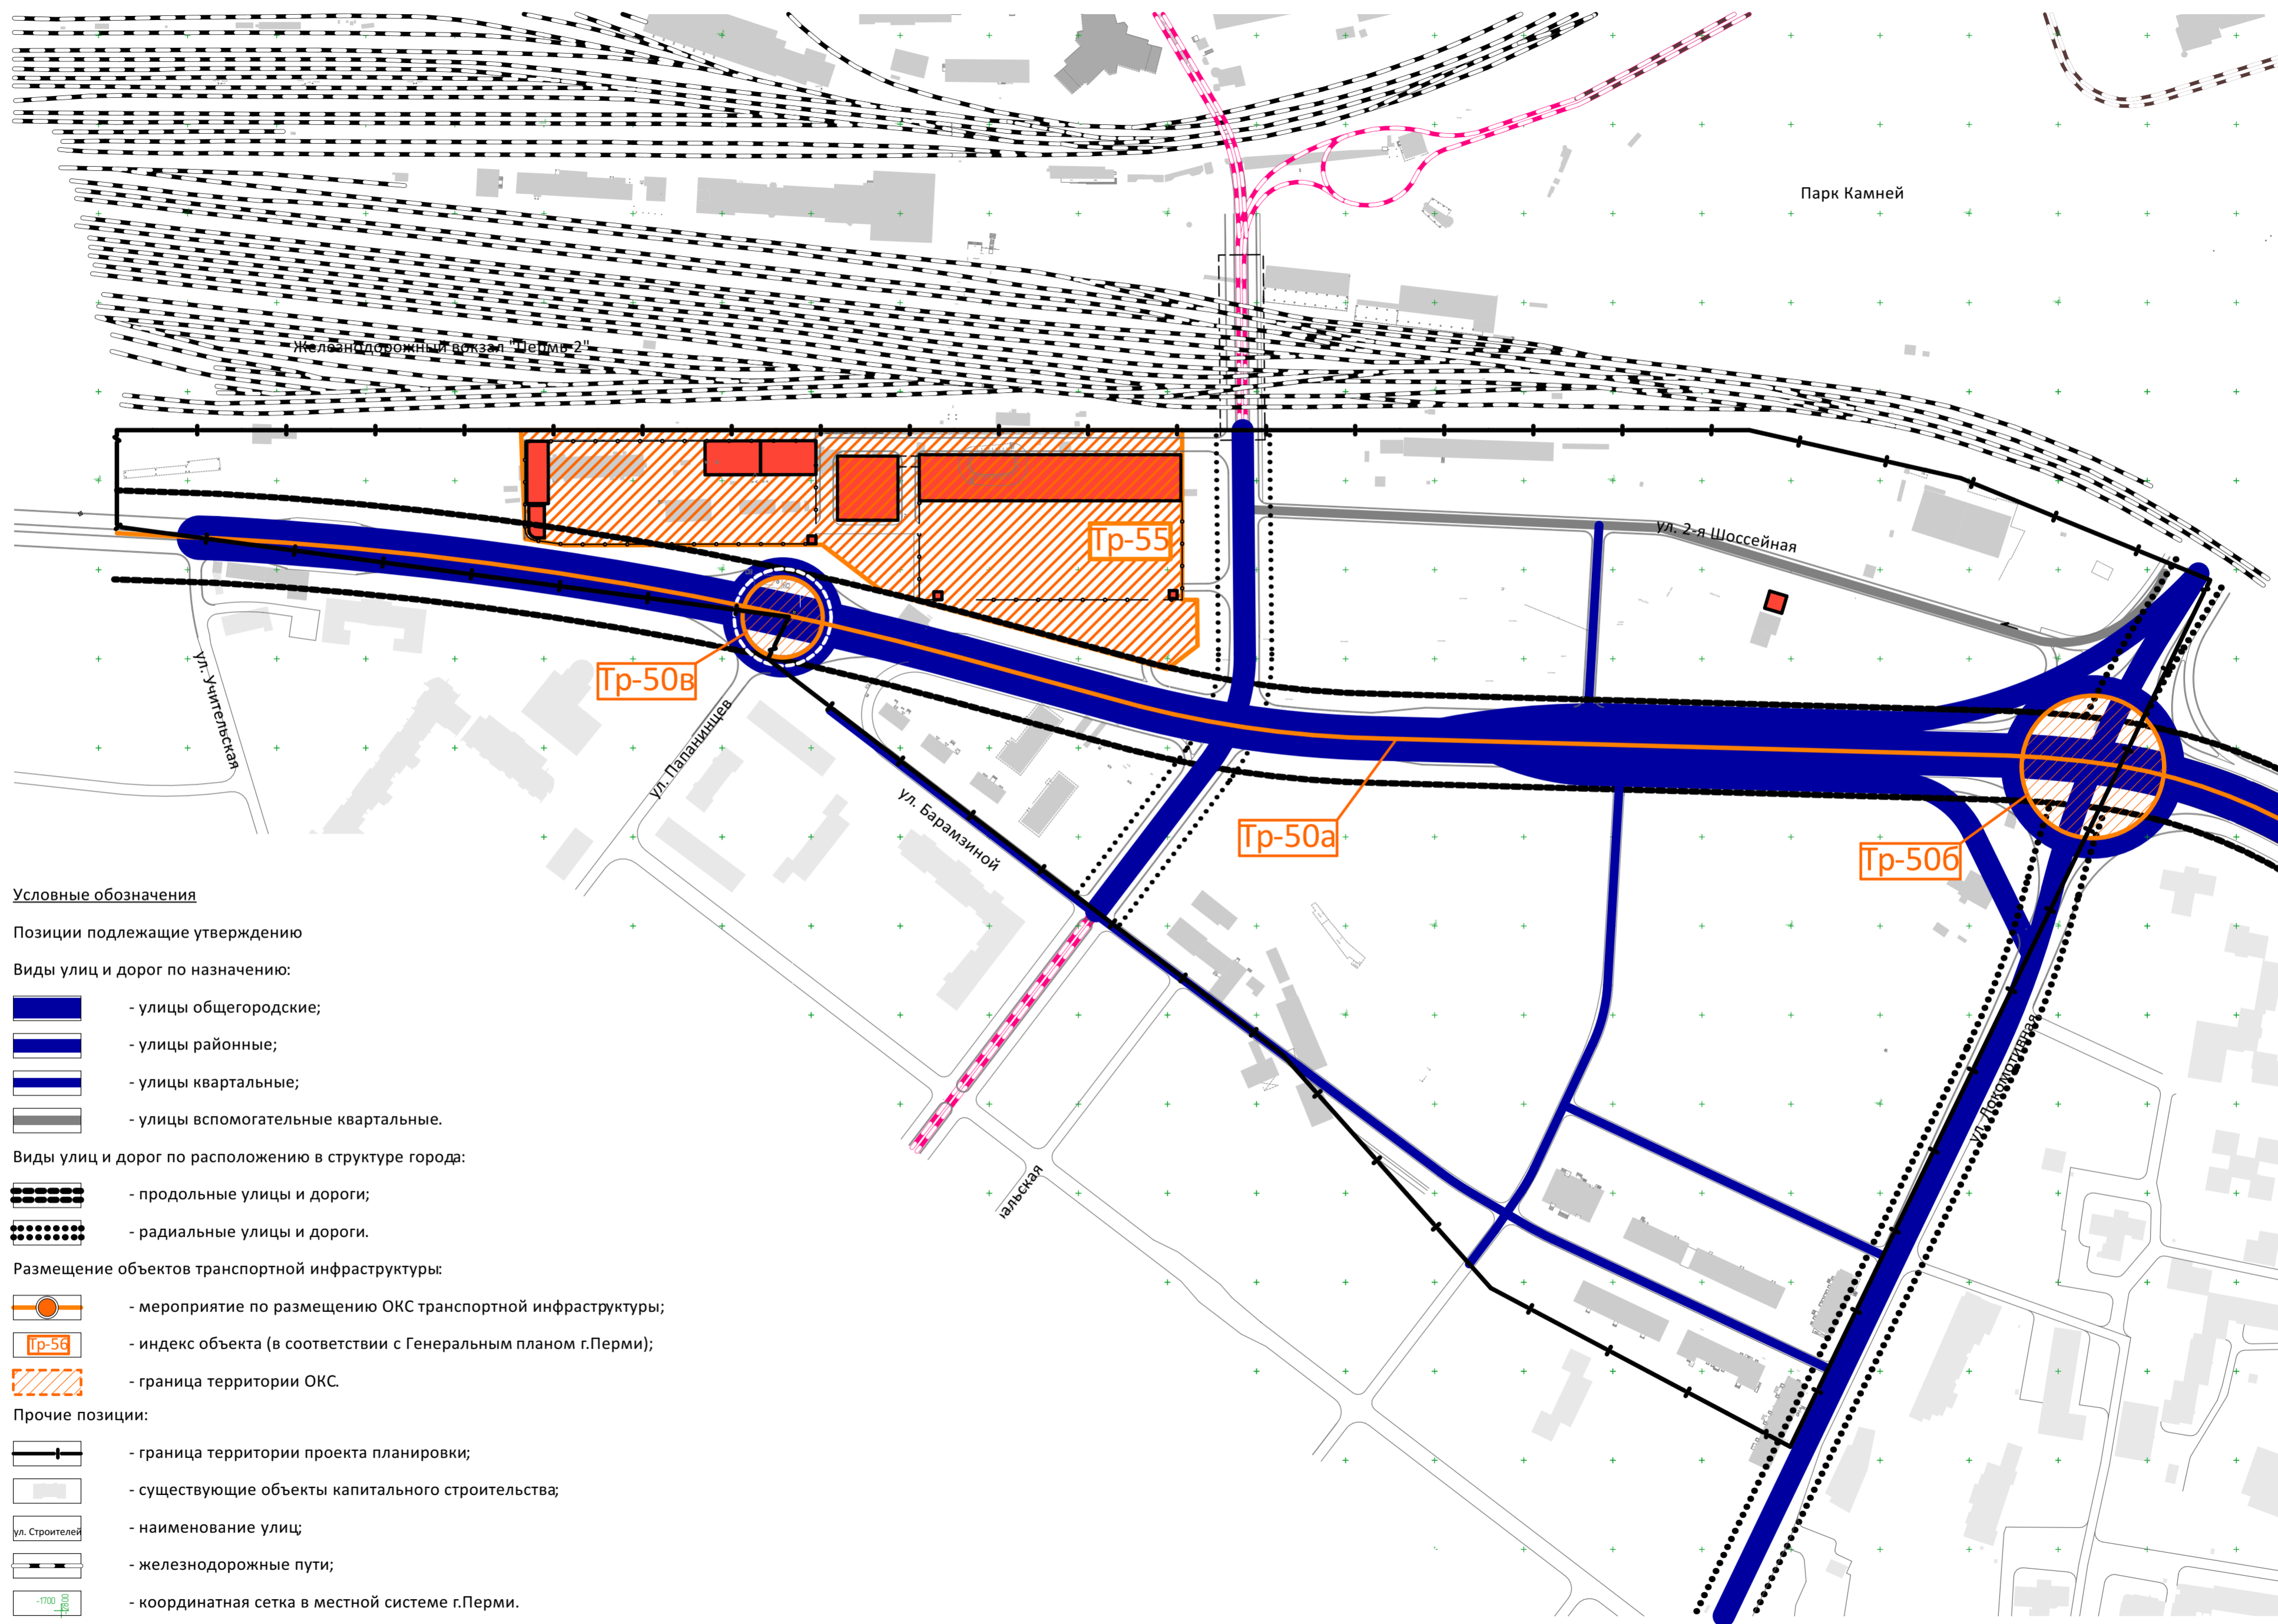 Парк Камней
Железнодорожный вокзал "Пермь-2"
ул. 2-я Шоссейная
Тр-55
Тр-50в
ул. Учительская
ул. Папанинцев
ул. Барамзиной
Тр-50а
Тр-50б
ул. Локомотивная
альская
Условные обозначения
Позиции подлежащие утверждению
Виды улиц и дорог по назначению:
- улицы общегородские;
- улицы районные;
- улицы квартальные;
- улицы вспомогательные квартальные.
Виды улиц и дорог по расположению в структуре города:
- продольные улицы и дороги;
- радиальные улицы и дороги.
Размещение объектов транспортной инфраструктуры:
- мероприятие по размещению ОКС транспортной инфраструктуры;
Тр-56 - индекс объекта (в соответствии с Генеральным планом г.Перми);
- граница территории ОКС.
Прочие позиции:
- граница территории проекта планировки;
- существующие объекты капитального строительства;
ул. Строителей - наименование улиц;
- железнодорожные пути;
-1700 - координатная сетка в местной системе г.Перми.